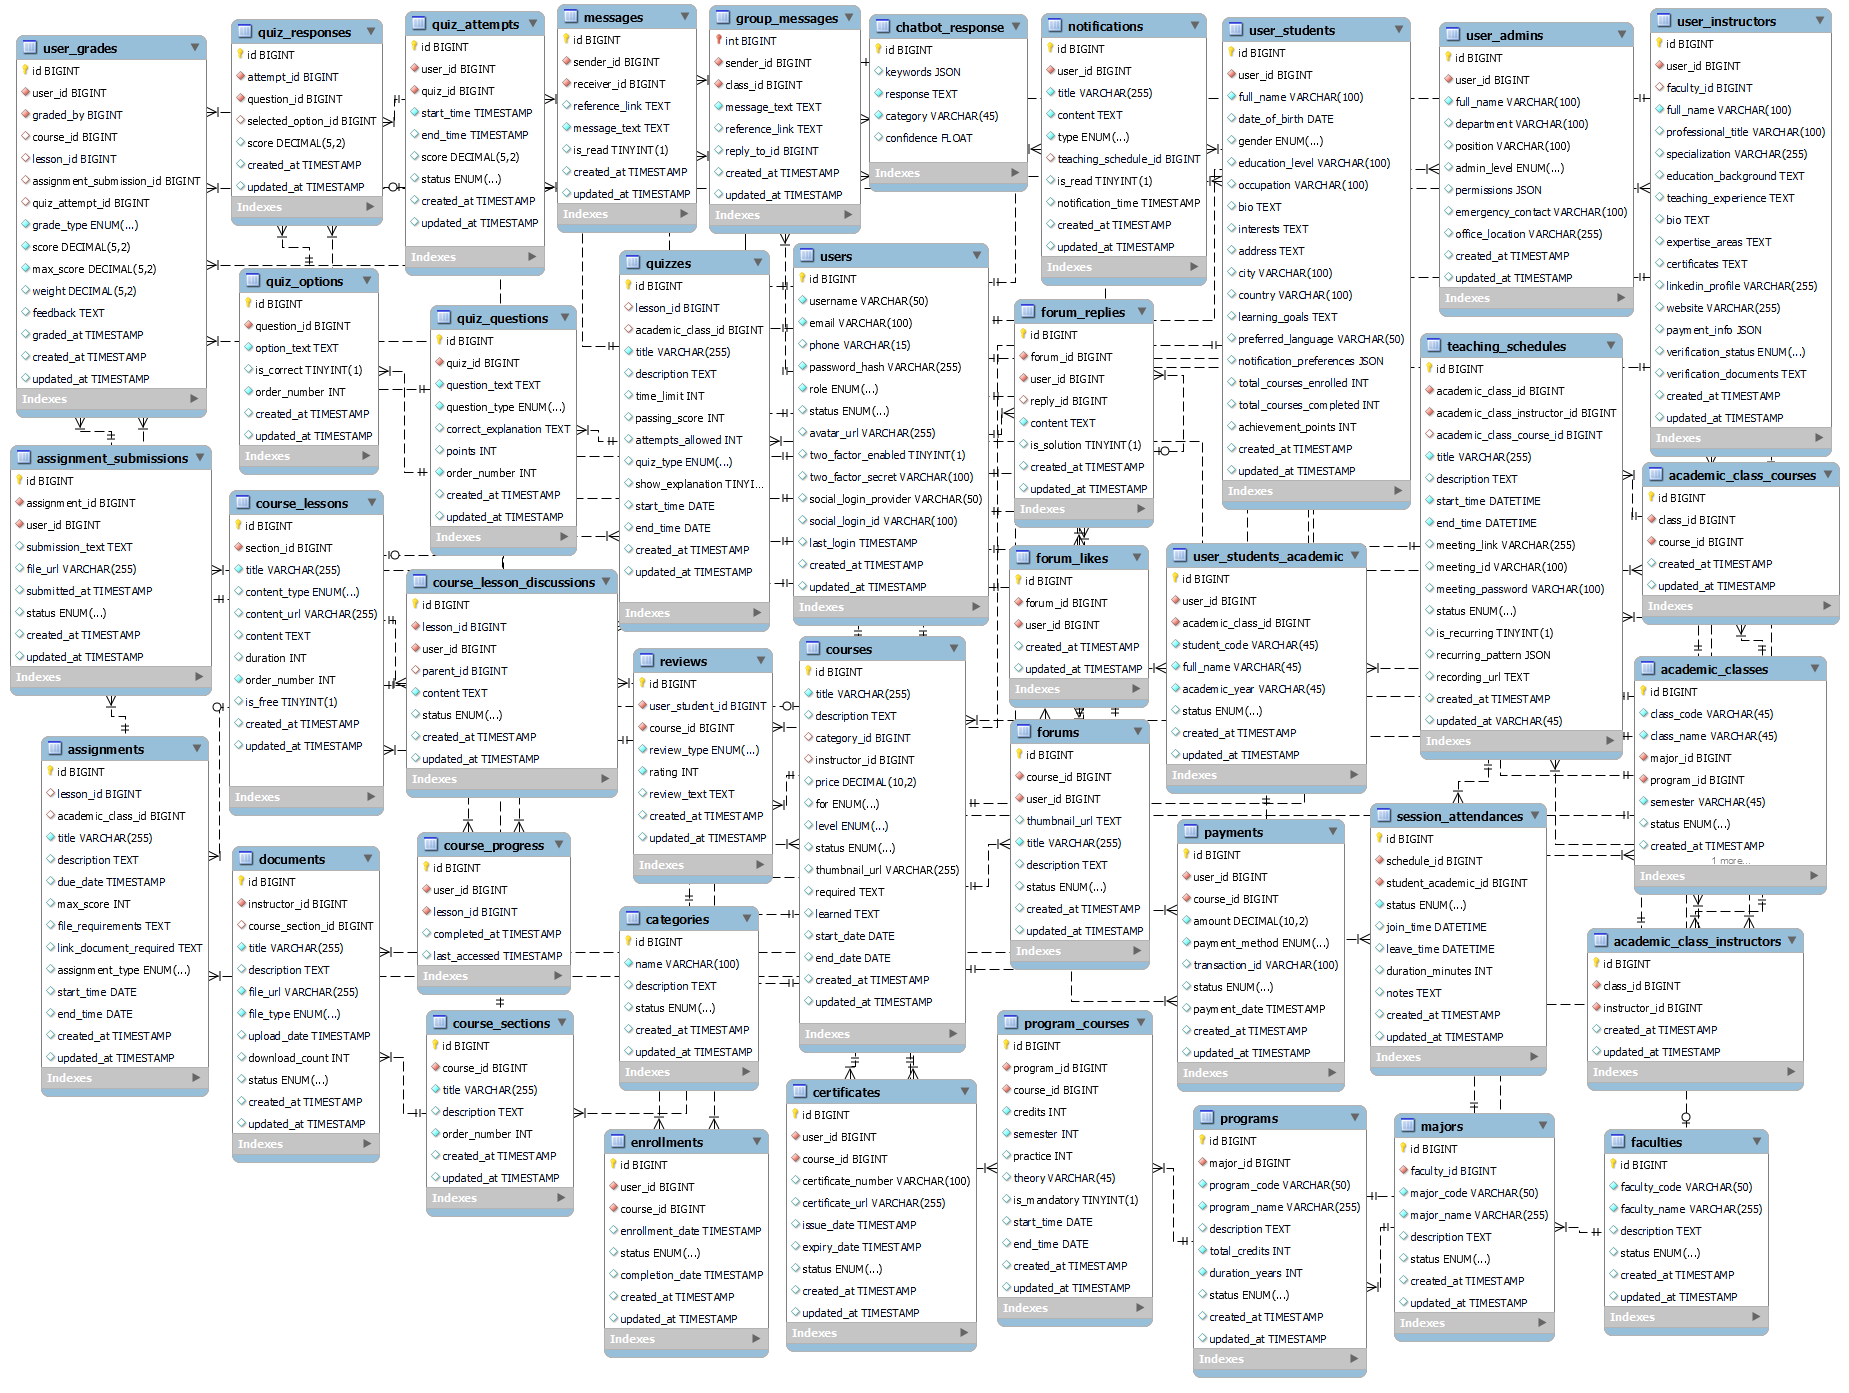 user_grades
id BIGINT
user_id BIGINT
graded_by BIGINT
course_id BIGINT
lesson_id BIGINT
assignment_submission_id BIGINT
quiz_attempt_id BIGINT
grade_type ENUM(...)
score DECIMAL(5,2)
max_score DECIMAL(5,2)
weight DECIMAL(5,2)
feedback TEXT
graded_at TIMESTAMP
created_at TIMESTAMP
updated_at TIMESTAMP
Indexes
quiz_responses
id BIGINT
attempt_id BIGINT
question_id BIGINT
selected_option_id BIGINT
score DECIMAL(5,2)
created_at TIMESTAMP
updated_at TIMESTAMP
Indexes
quiz_attempts
id BIGINT
user_id BIGINT
quiz_id BIGINT
start_time TIMESTAMP
end_time TIMESTAMP
score DECIMAL(5,2)
status ENUM(...)
created_at TIMESTAMP
updated_at TIMESTAMP
Indexes
messages
id BIGINT
sender_id BIGINT
receiver_id BIGINT
reference_link TEXT
message_text TEXT
is_read TINYINT(1)
created_at TIMESTAMP
updated_at TIMESTAMP
Indexes
group_messages
int BIGINT
sender_id BIGINT
class_id BIGINT
message_text TEXT
reference_link TEXT
reply_to_id BIGINT
created_at TIMESTAMP
updated_at TIMESTAMP
Indexes
chatbot_response
id BIGINT
keywords JSON
response TEXT
category VARCHAR(45)
confidence FLOAT
Indexes
notifications
id BIGINT
user_id BIGINT
title VARCHAR(255)
content TEXT
type ENUM(...)
teaching_schedule_id BIGINT
is_read TINYINT(1)
notification_time TIMESTAMP
created_at TIMESTAMP
updated_at TIMESTAMP
Indexes
user_students
id BIGINT
user_id BIGINT
full_name VARCHAR(100)
date_of_birth DATE
gender ENUM(...)
education_level VARCHAR(100)
occupation VARCHAR(100)
bio TEXT
interests TEXT
address TEXT
city VARCHAR(100)
country VARCHAR(100)
learning_goals TEXT
preferred_language VARCHAR(50)
notification_preferences JSON
total_courses_enrolled INT
total_courses_completed INT
achievement_points INT
created_at TIMESTAMP
updated_at TIMESTAMP
Indexes
user_admins
id BIGINT
user_id BIGINT
full_name VARCHAR(100)
department VARCHAR(100)
position VARCHAR(100)
admin_level ENUM(...)
permissions JSON
emergency_contact VARCHAR(100)
office_location VARCHAR(255)
created_at TIMESTAMP
updated_at TIMESTAMP
Indexes
user_instructors
id BIGINT
user_id BIGINT
faculty_id BIGINT
full_name VARCHAR(100)
professional_title VARCHAR(100)
specialization VARCHAR(255)
education_background TEXT
teaching_experience TEXT
bio TEXT
expertise_areas TEXT
certificates TEXT
linkedin_profile VARCHAR(255)
website VARCHAR(255)
payment_info JSON
verification_status ENUM(...)
verification_documents TEXT
created_at TIMESTAMP
updated_at TIMESTAMP
Indexes
quiz_options
id BIGINT
question_id BIGINT
option_text TEXT
is_correct TINYINT(1)
order_number INT
created_at TIMESTAMP
updated_at TIMESTAMP
Indexes
quiz_questions
id BIGINT
quiz_id BIGINT
question_text TEXT
question_type ENUM(...)
correct_explanation TEXT
points INT
order_number INT
created_at TIMESTAMP
updated_at TIMESTAMP
Indexes
quizzes
id BIGINT
lesson_id BIGINT
academic_class_id BIGINT
title VARCHAR(255)
description TEXT
time_limit INT
passing_score INT
attempts_allowed INT
quiz_type ENUM(...)
show_explanation TINYI...
start_time DATE
end_time DATE
created_at TIMESTAMP
updated_at TIMESTAMP
Indexes
users
id BIGINT
username VARCHAR(50)
email VARCHAR(100)
phone VARCHAR(15)
password_hash VARCHAR(255)
role ENUM(...)
status ENUM(...)
avatar_url VARCHAR(255)
two_factor_enabled TINYINT(1)
two_factor_secret VARCHAR(100)
social_login_provider VARCHAR(50)
social_login_id VARCHAR(100)
last_login TIMESTAMP
created_at TIMESTAMP
updated_at TIMESTAMP
Indexes
forum_replies
id BIGINT
forum_id BIGINT
user_id BIGINT
reply_id BIGINT
content TEXT
is_solution TINYINT(1)
created_at TIMESTAMP
updated_at TIMESTAMP
Indexes
teaching_schedules
id BIGINT
academic_class_id BIGINT
academic_class_instructor_id BIGINT
academic_class_course_id BIGINT
title VARCHAR(255)
description TEXT
start_time DATETIME
end_time DATETIME
meeting_link VARCHAR(255)
meeting_id VARCHAR(100)
meeting_password VARCHAR(100)
status ENUM(...)
is_recurring TINYINT(1)
recurring_pattern JSON
recording_url TEXT
created_at TIMESTAMP
updated_at VARCHAR(45)
Indexes
academic_class_courses
id BIGINT
class_id BIGINT
course_id BIGINT
created_at TIMESTAMP
updated_at TIMESTAMP
Indexes
assignment_submissions
id BIGINT
assignment_id BIGINT
user_id BIGINT
submission_text TEXT
file_url VARCHAR(255)
submitted_at TIMESTAMP
status ENUM(...)
created_at TIMESTAMP
updated_at TIMESTAMP
Indexes
course_lessons
id BIGINT
section_id BIGINT
title VARCHAR(255)
content_type ENUM(...)
content_url VARCHAR(255)
content TEXT
duration INT
order_number INT
is_free TINYINT(1)
created_at TIMESTAMP
updated_at TIMESTAMP
Indexes
course_lesson_discussions
id BIGINT
lesson_id BIGINT
user_id BIGINT
parent_id BIGINT
content TEXT
status ENUM(...)
created_at TIMESTAMP
updated_at TIMESTAMP
Indexes
forum_likes
id BIGINT
forum_id BIGINT
user_id BIGINT
created_at TIMESTAMP
updated_at TIMESTAMP
Indexes
user_students_academic
id BIGINT
user_id BIGINT
academic_class_id BIGINT
student_code VARCHAR(45)
full_name VARCHAR(45)
academic_year VARCHAR(45)
status ENUM(...)
created_at TIMESTAMP
updated_at TIMESTAMP
Indexes
reviews
id BIGINT
user_student_id BIGINT
course_id BIGINT
review_type ENUM(...)
rating INT
review_text TEXT
created_at TIMESTAMP
updated_at TIMESTAMP
Indexes
courses
id BIGINT
title VARCHAR(255)
description TEXT
category_id BIGINT
instructor_id BIGINT
price DECIMAL(10,2)
for ENUM(...)
level ENUM(...)
status ENUM(...)
thumbnail_url VARCHAR(255)
required TEXT
learned TEXT
start_date DATE
end_date DATE
created_at TIMESTAMP
updated_at TIMESTAMP
Indexes
academic_classes
id BIGINT
class_code VARCHAR(45)
class_name VARCHAR(45)
major_id BIGINT
program_id BIGINT
semester VARCHAR(45)
status ENUM(...)
created_at TIMESTAMP
1 more...
Indexes
assignments
id BIGINT
lesson_id BIGINT
academic_class_id BIGINT
title VARCHAR(255)
description TEXT
due_date TIMESTAMP
max_score INT
file_requirements TEXT
link_document_required TEXT
assignment_type ENUM(...)
start_time DATE
end_time DATE
created_at TIMESTAMP
updated_at TIMESTAMP
Indexes
documents
id BIGINT
instructor_id BIGINT
course_section_id BIGINT
title VARCHAR(255)
description TEXT
file_url VARCHAR(255)
file_type ENUM(...)
upload_date TIMESTAMP
download_count INT
status ENUM(...)
created_at TIMESTAMP
updated_at TIMESTAMP
Indexes
course_progress
id BIGINT
user_id BIGINT
lesson_id BIGINT
completed_at TIMESTAMP
last_accessed TIMESTAMP
Indexes
forums
id BIGINT
course_id BIGINT
user_id BIGINT
thumbnail_url TEXT
title VARCHAR(255)
description TEXT
status ENUM(...)
created_at TIMESTAMP
updated_at TIMESTAMP
Indexes
payments
id BIGINT
user_id BIGINT
course_id BIGINT
amount DECIMAL(10,2)
payment_method ENUM(...)
transaction_id VARCHAR(100)
status ENUM(...)
payment_date TIMESTAMP
created_at TIMESTAMP
updated_at TIMESTAMP
Indexes
session_attendances
id BIGINT
schedule_id BIGINT
student_academic_id BIGINT
status ENUM(...)
join_time DATETIME
leave_time DATETIME
duration_minutes INT
notes TEXT
created_at TIMESTAMP
updated_at TIMESTAMP
Indexes
academic_class_instructors
id BIGINT
class_id BIGINT
instructor_id BIGINT
created_at TIMESTAMP
updated_at TIMESTAMP
Indexes
categories
id BIGINT
name VARCHAR(100)
description TEXT
status ENUM(...)
created_at TIMESTAMP
updated_at TIMESTAMP
Indexes
course_sections
id BIGINT
course_id BIGINT
title VARCHAR(255)
description TEXT
order_number INT
created_at TIMESTAMP
updated_at TIMESTAMP
Indexes
enrollments
id BIGINT
user_id BIGINT
course_id BIGINT
enrollment_date TIMESTAMP
status ENUM(...)
completion_date TIMESTAMP
created_at TIMESTAMP
updated_at TIMESTAMP
Indexes
certificates
id BIGINT
user_id BIGINT
course_id BIGINT
certificate_number VARCHAR(100)
certificate_url VARCHAR(255)
issue_date TIMESTAMP
expiry_date TIMESTAMP
status ENUM(...)
created_at TIMESTAMP
updated_at TIMESTAMP
Indexes
program_courses
id BIGINT
program_id BIGINT
course_id BIGINT
credits INT
semester INT
practice INT
theory VARCHAR(45)
is_mandatory TINYINT(1)
start_time DATE
end_time DATE
created_at TIMESTAMP
updated_at TIMESTAMP
Indexes
programs
id BIGINT
major_id BIGINT
program_code VARCHAR(50)
program_name VARCHAR(255)
description TEXT
total_credits INT
duration_years INT
status ENUM(...)
created_at TIMESTAMP
updated_at TIMESTAMP
Indexes
majors
id BIGINT
faculty_id BIGINT
major_code VARCHAR(50)
major_name VARCHAR(255)
description TEXT
status ENUM(...)
created_at TIMESTAMP
updated_at TIMESTAMP
Indexes
faculties
id BIGINT
faculty_code VARCHAR(50)
faculty_name VARCHAR(255)
description TEXT
status ENUM(...)
created_at TIMESTAMP
updated_at TIMESTAMP
Indexes